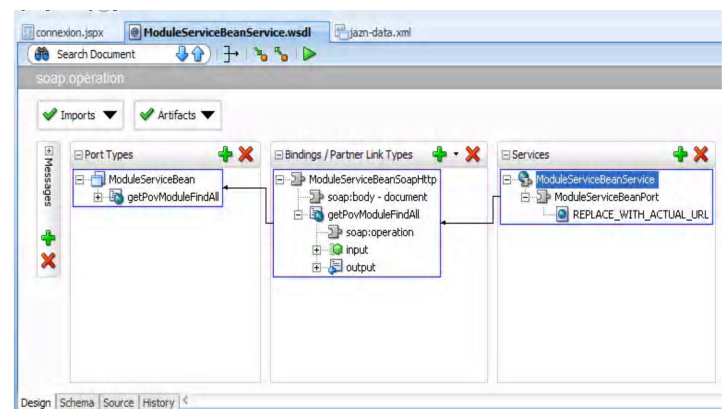 connexion.jspx
ModuleServiceBeanService.wsdl
jazn-data.xml
Search Document
soap:operation
Imports
Artifacts
Messages
Port Types
ModuleServiceBean
getPovModuleFindAll
Bindings / Partner Link Types
ModuleServiceBeanSoapHttp
soap:body - document
getPovModuleFindAll
soap:operation
input
output
Services
ModuleServiceBeanService
ModuleServiceBeanPort
REPLACE_WITH_ACTUAL_URL
Design Schema Source History